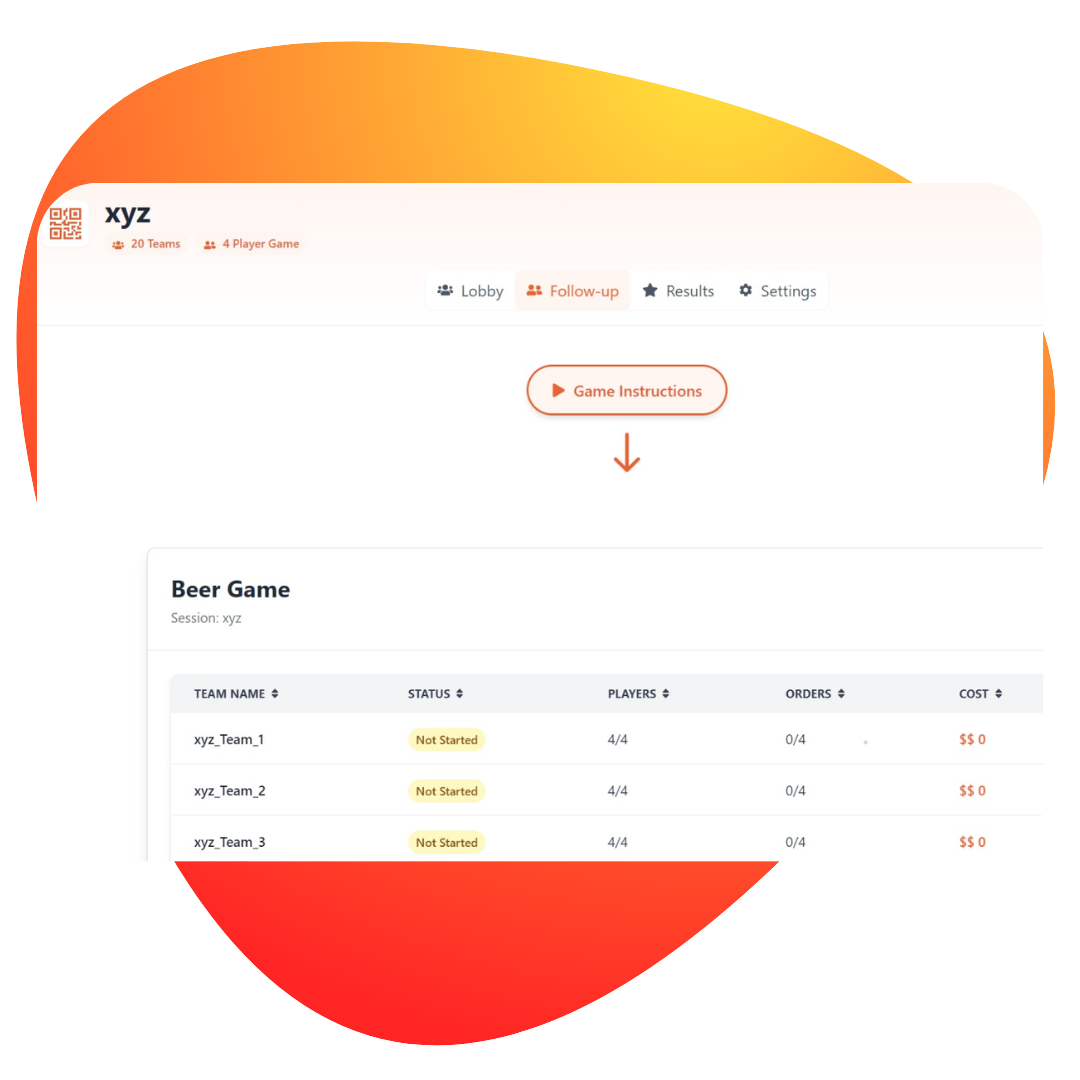 xyz
20 Teams 4 Player Game
Lobby Follow-up Results Settings
Game Instructions
Beer Game
Session: xyz
TEAM NAME STATUS PLAYERS ORDERS COST
xyz_Team_1 Not Started 4/4 0/4 $$ 0
xyz_Team_2 Not Started 4/4 0/4 $$ 0
xyz_Team_3 Not Started 4/4 0/4 $$ 0